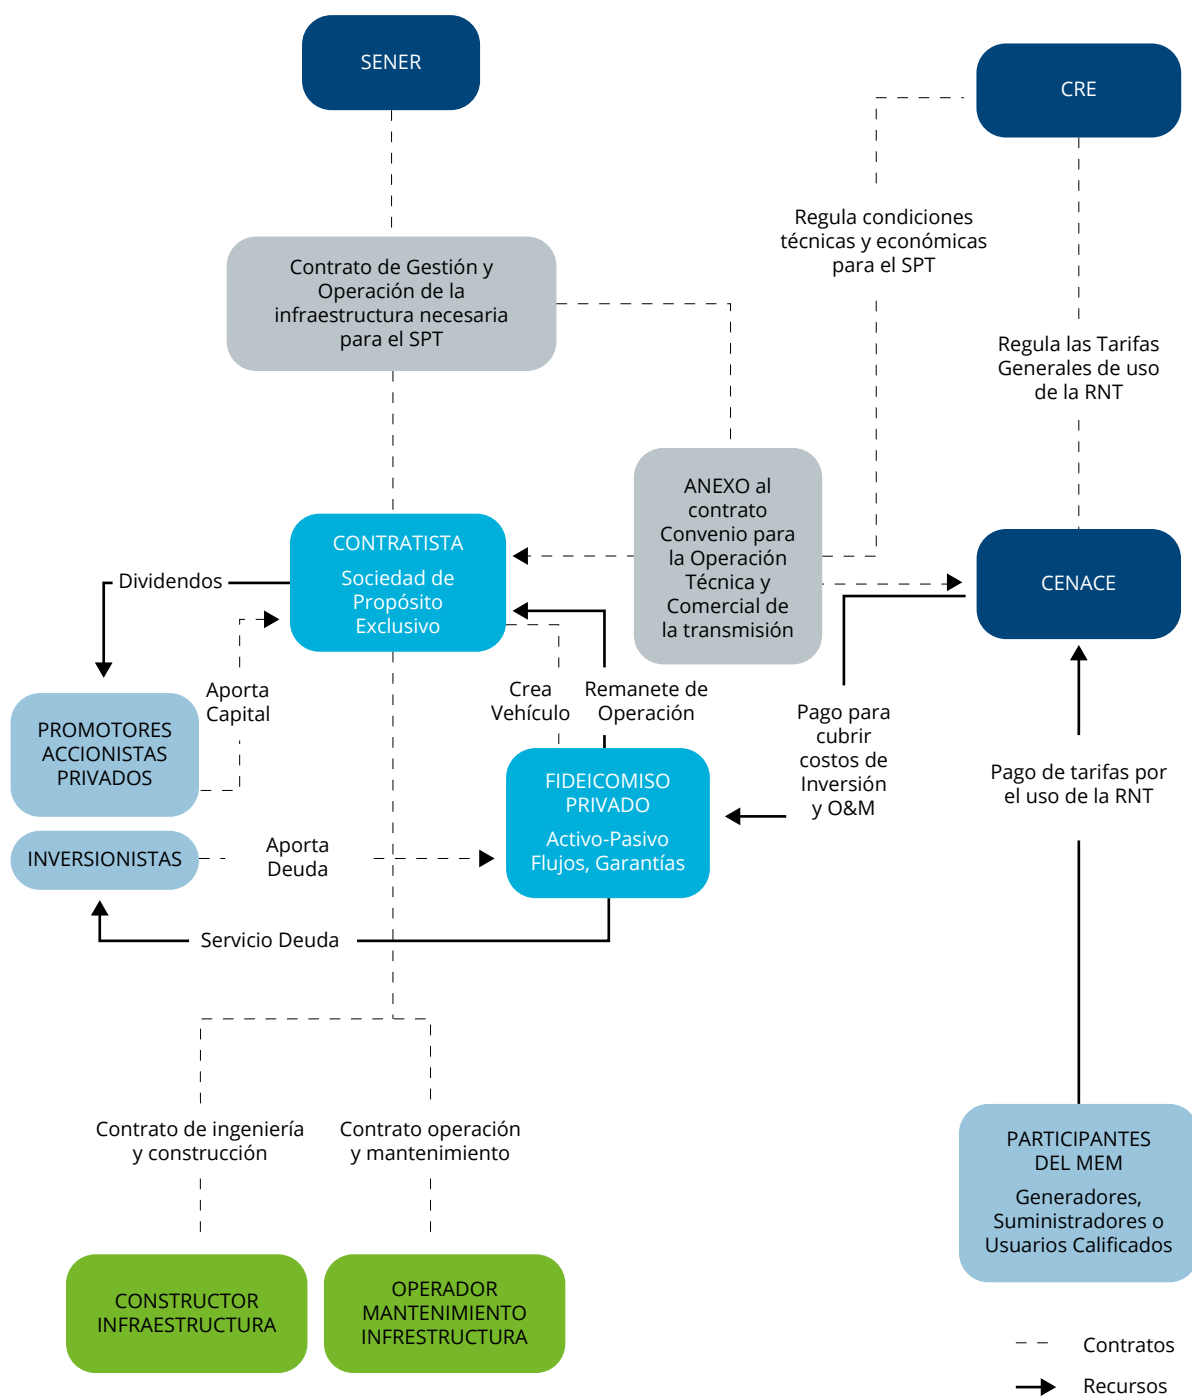 SENER
CRE
Regula condiciones
técnicas y económicas
para el SPT
Contrato de Gestión y
Operación de la
infraestructura necesaria
para el SPT
Regula las Tarifas
Generales de uso
de la RNT
ANEXO al
contrato
Convenio para
la Operación
Técnica y
Comercial de
la transmisión
CONTRATISTA
Sociedad de
Propósito
Exclusivo
CENACE
Dividendos
Aporta
Capital
Crea
Vehículo
Remanete de
Operación
Pago para
cubrir
costos de
Inversión
y O&M
PROMOTORES
ACCIONISTAS
PRIVADOS
FIDEICOMISO
PRIVADO
Activo-Pasivo
Flujos, Garantías
Pago de tarifas por
el uso de la RNT
INVERSIONISTAS
Aporta
Deuda
Servicio Deuda
Contrato de ingeniería
y construcción
Contrato operación
y mantenimiento
PARTICIPANTES
DEL MEM
Generadores,
Suministradores o
Usuarios Calificados
CONSTRUCTOR
INFRAESTRUCTURA
OPERADOR
MANTENIMIENTO
INFRESTRUCTURA
Contratos
Recursos